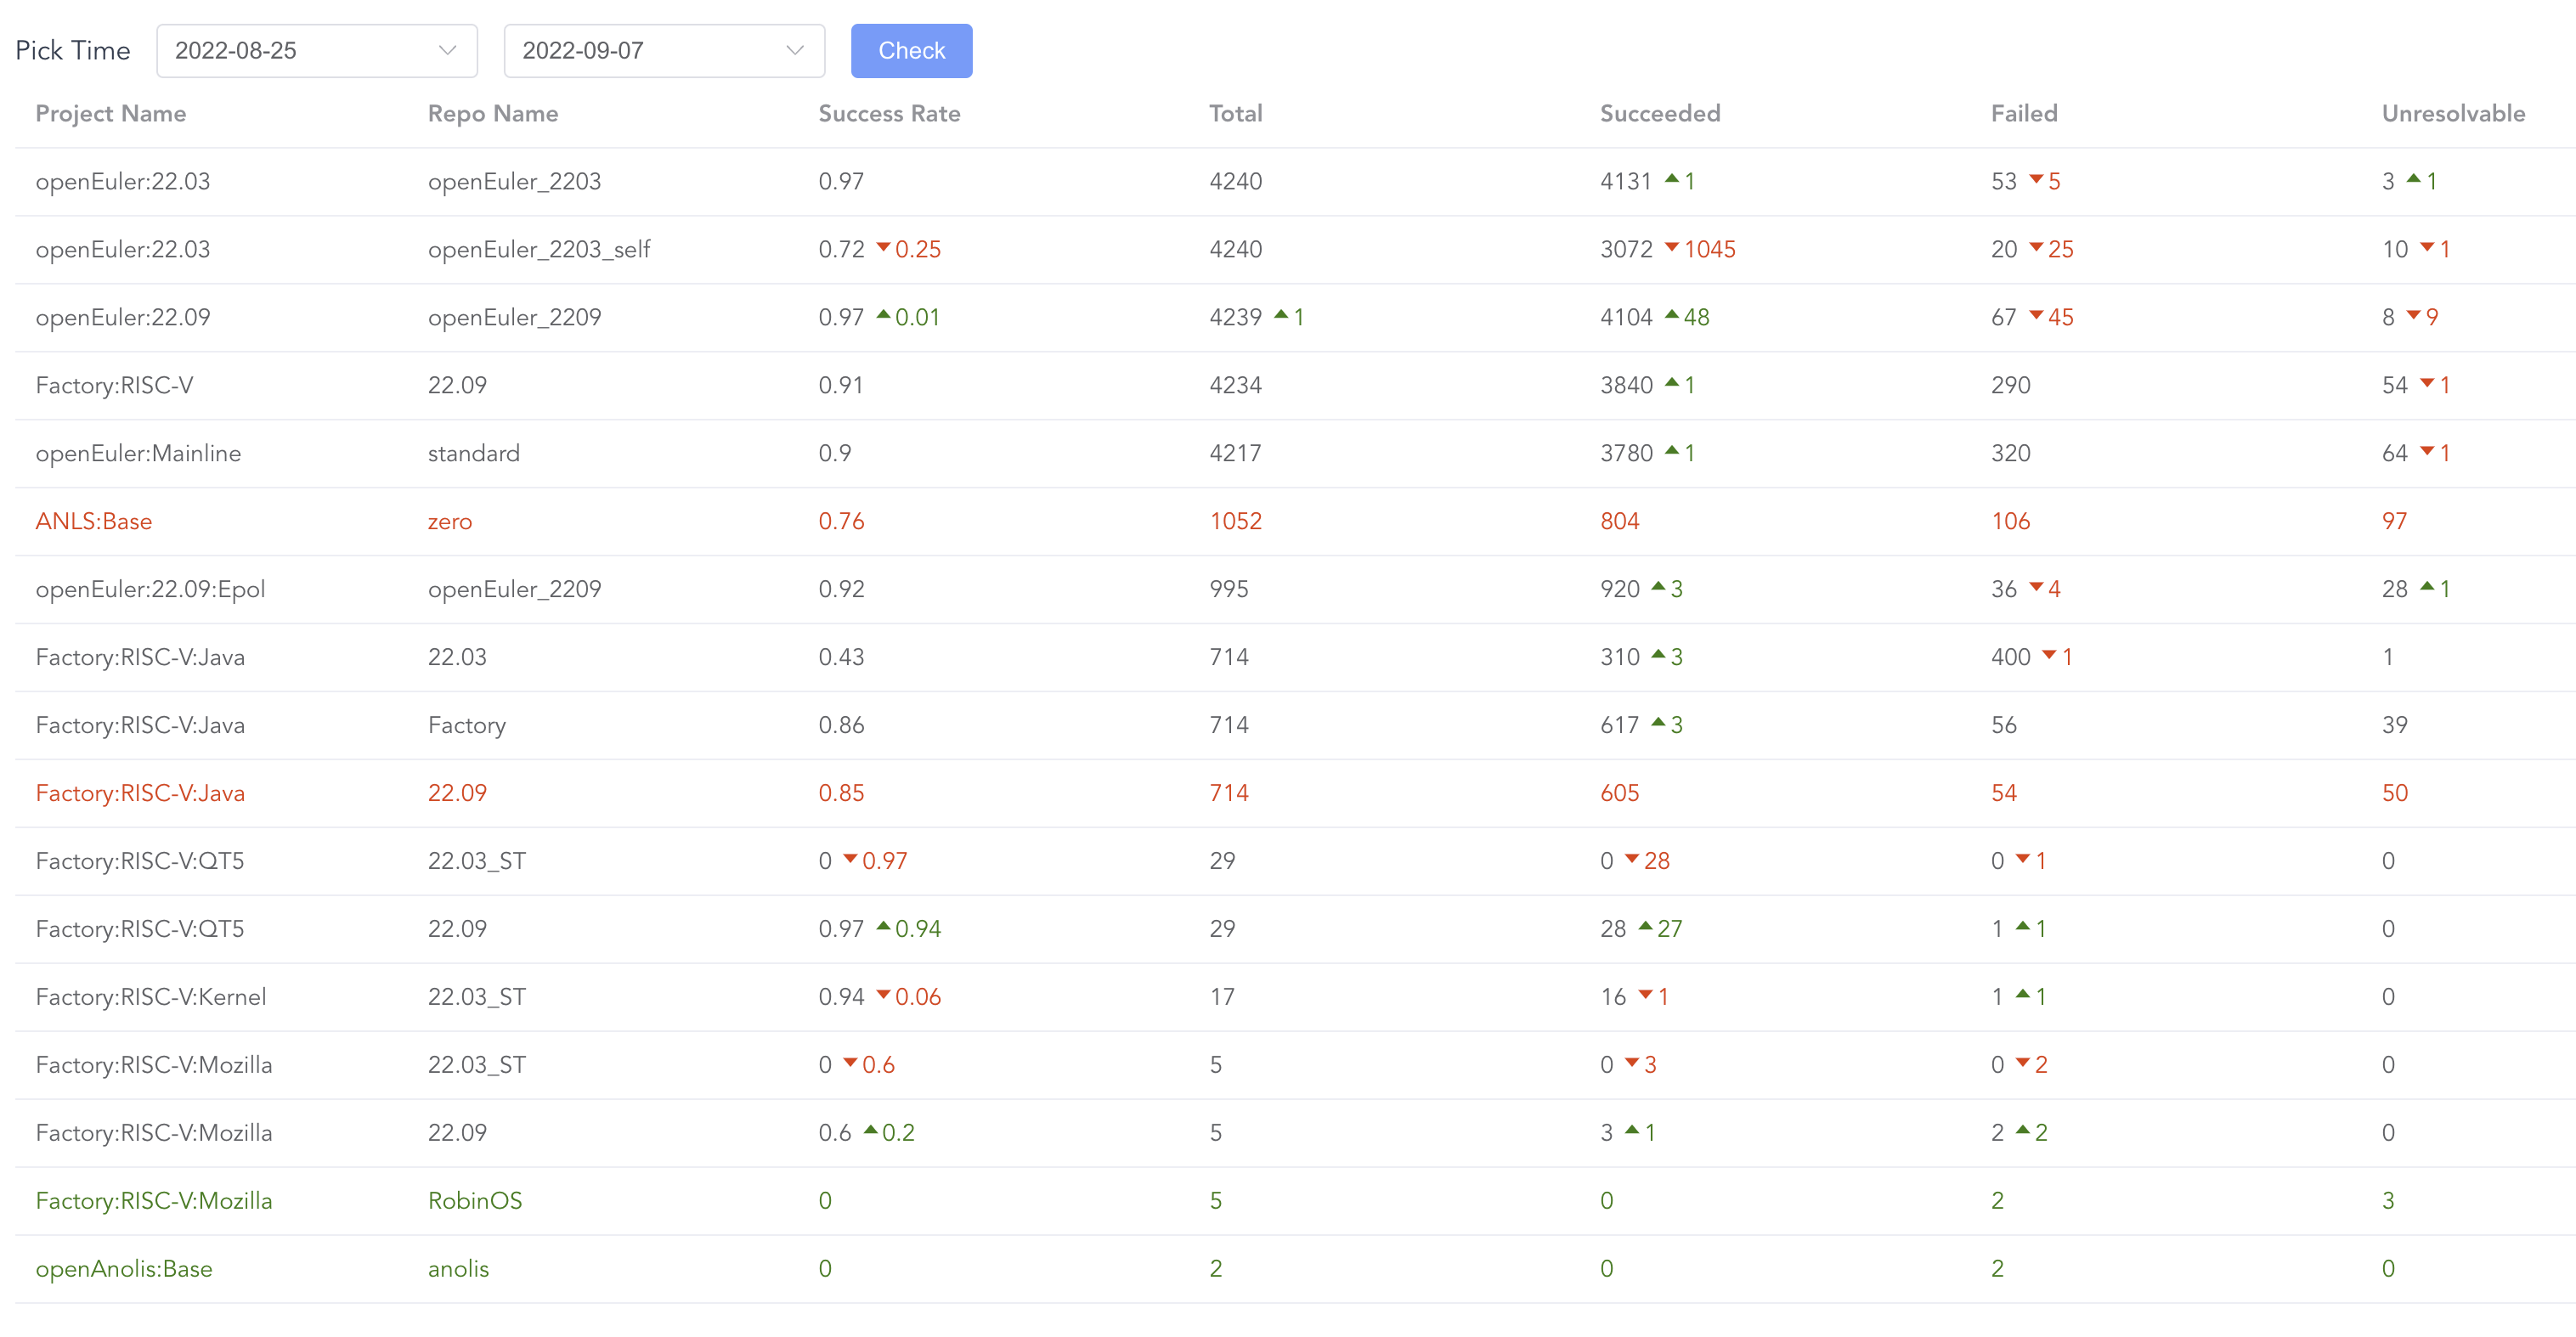 Pick Time 2022-08-25 2022-09-07 Check
Project Name Repo Name Success Rate Total Succeeded Failed Unresolvable
openEuler:22.03 openEuler_2203 0.97 4240 4131 ▲1 53 ▼5 3 ▲1
openEuler:22.03 openEuler_2203_self 0.72 ▼0.25 4240 3072 ▼1045 20 ▼25 10 ▼1
openEuler:22.09 openEuler_2209 0.97 ▲0.01 4239 ▲1 4104 ▲48 67 ▼45 8 ▼9
Factory:RISC-V 22.09 0.91 4234 3840 ▲1 290 54 ▼1
openEuler:Mainline standard 0.9 4217 3780 ▲1 320 64 ▼1
ANLS:Base zero 0.76 1052 804 106 97
openEuler:22.09:Epol openEuler_2209 0.92 995 920 ▲3 36 ▼4 28 ▲1
Factory:RISC-V:Java 22.03 0.43 714 310 ▲3 400 ▼1 1
Factory:RISC-V:Java Factory 0.86 714 617 ▲3 56 39
Factory:RISC-V:Java 22.09 0.85 714 605 54 50
Factory:RISC-V:QT5 22.03_ST 0 ▼0.97 29 0 ▼28 0 ▼1 0
Factory:RISC-V:QT5 22.09 0.97 ▲0.94 29 28 ▲27 1 ▲1 0
Factory:RISC-V:Kernel 22.03_ST 0.94 ▼0.06 17 16 ▼1 1 ▲1 0
Factory:RISC-V:Mozilla 22.03_ST 0 ▼0.6 5 0 ▼3 0 ▼2 0
Factory:RISC-V:Mozilla 22.09 0.6 ▲0.2 5 3 ▲1 2 ▲2 0
Factory:RISC-V:Mozilla RobinOS 0 5 0 2 3
openAnolis:Base anolis 0 2 0 2 0